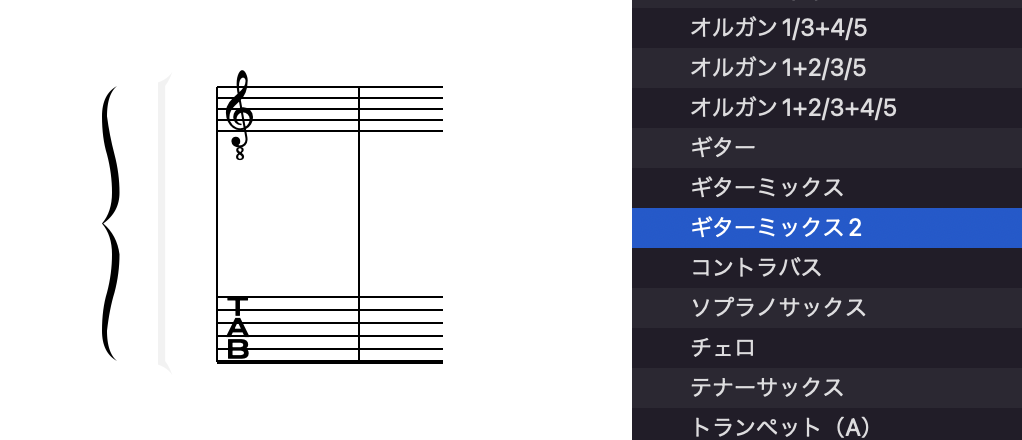 8
T
A
B
オルガン 1/3+4/5
オルガン 1+2/3/5
オルガン 1+2/3+4/5
ギター
ギターミックス
ギターミックス 2
コントラバス
ソプラノサックス
チェロ
テナーサックス
トランペット（A）